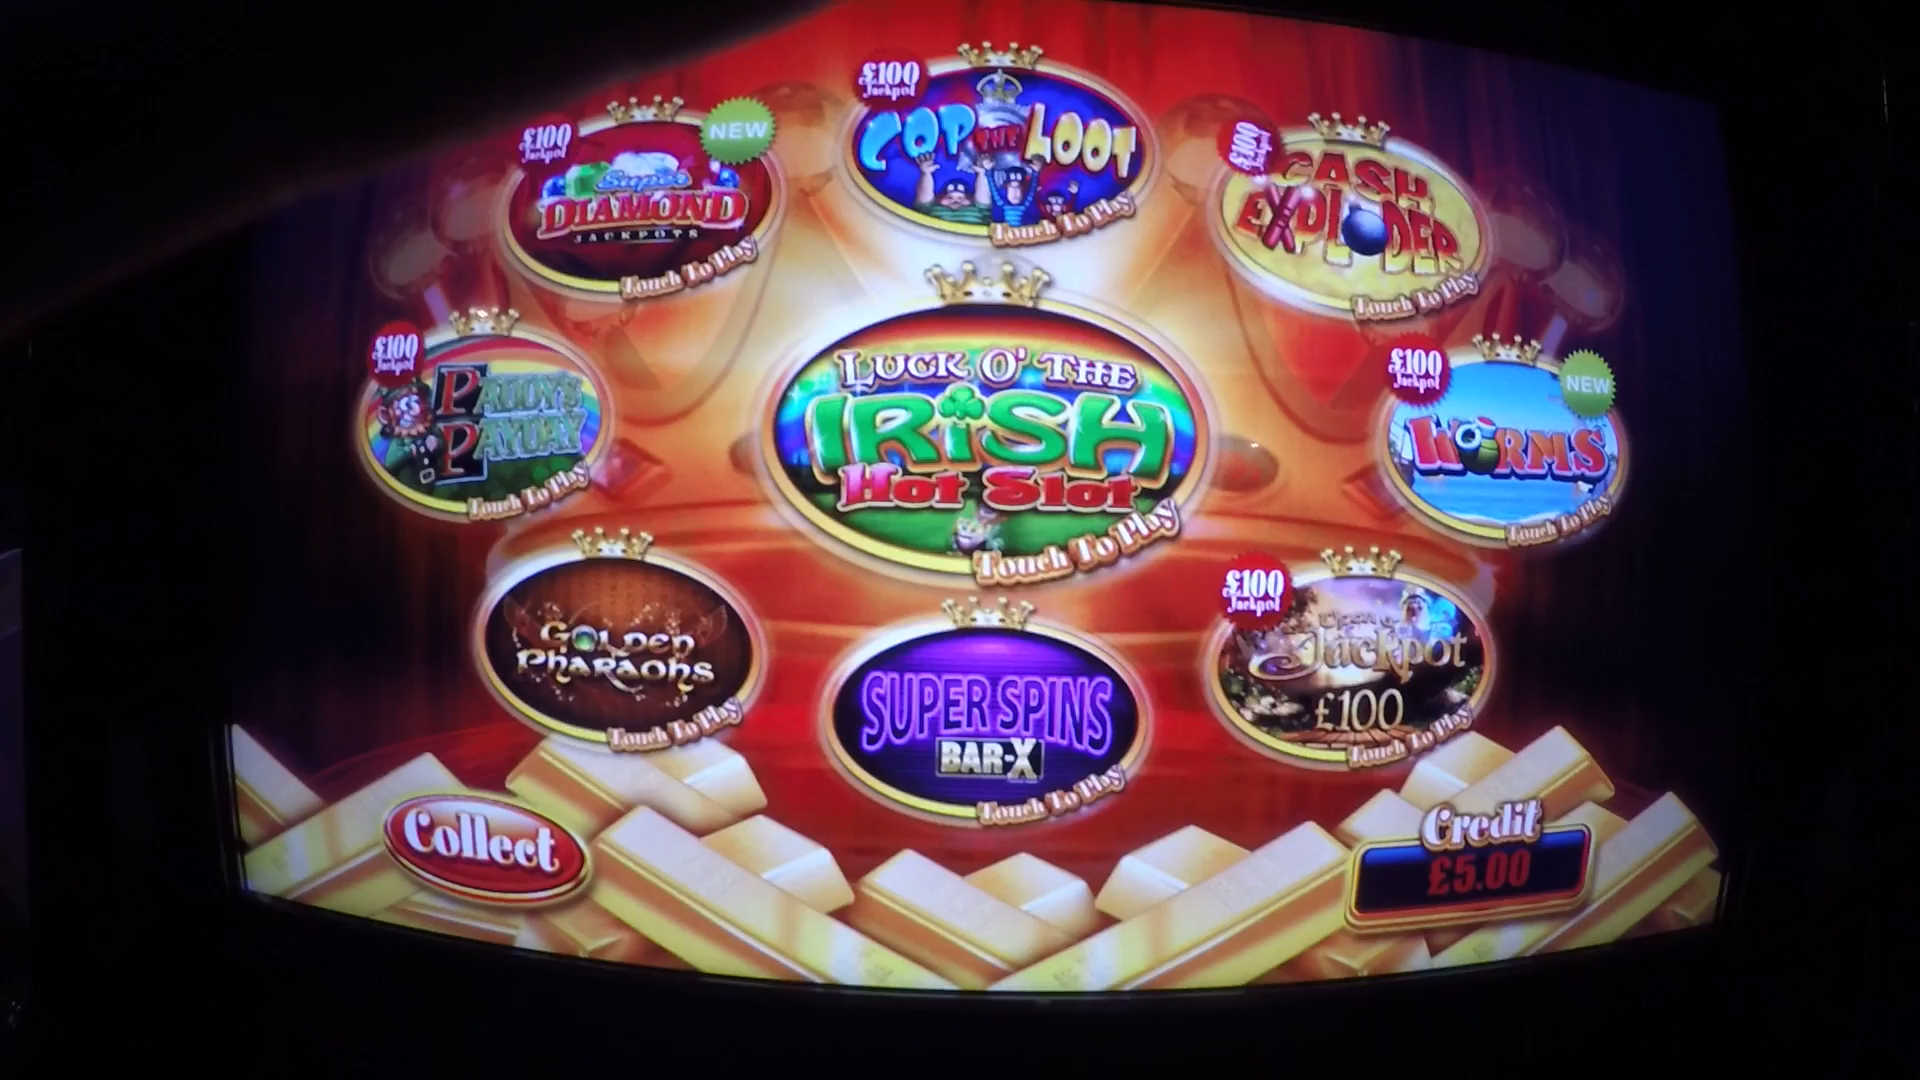 £100
Jackpot
COP THE LOOT
Touch To Play
£100
Jackpot
NEW
Super
DIAMOND
JACKPOTS
Touch To Play
£100
CASH
EXPLODER
Touch To Play
£100
Jackpot
PADDY'S
PAYDAY
Touch To Play
LUCK O' THE
IRISH
Hot Slot
Touch To Play
£100
Jackpot
NEW
WORMS
Touch To Play
GOLDEN
PHARAOHS
Touch To Play
SUPER SPINS
BAR-X
Touch To Play
£100
Jackpot
Upon a
Jackpot
£100
Touch To Play
Collect
Credit
£5.00